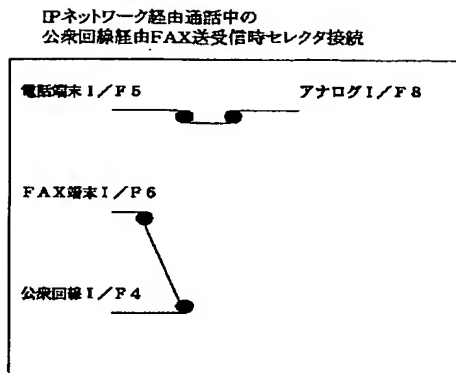 IPネットワーク経由通話中の
公衆回線経由FAX送受信時セレクタ接続
電話端末I/F5 アナログI/F8
FAX端末I/F6
公衆回線I/F4